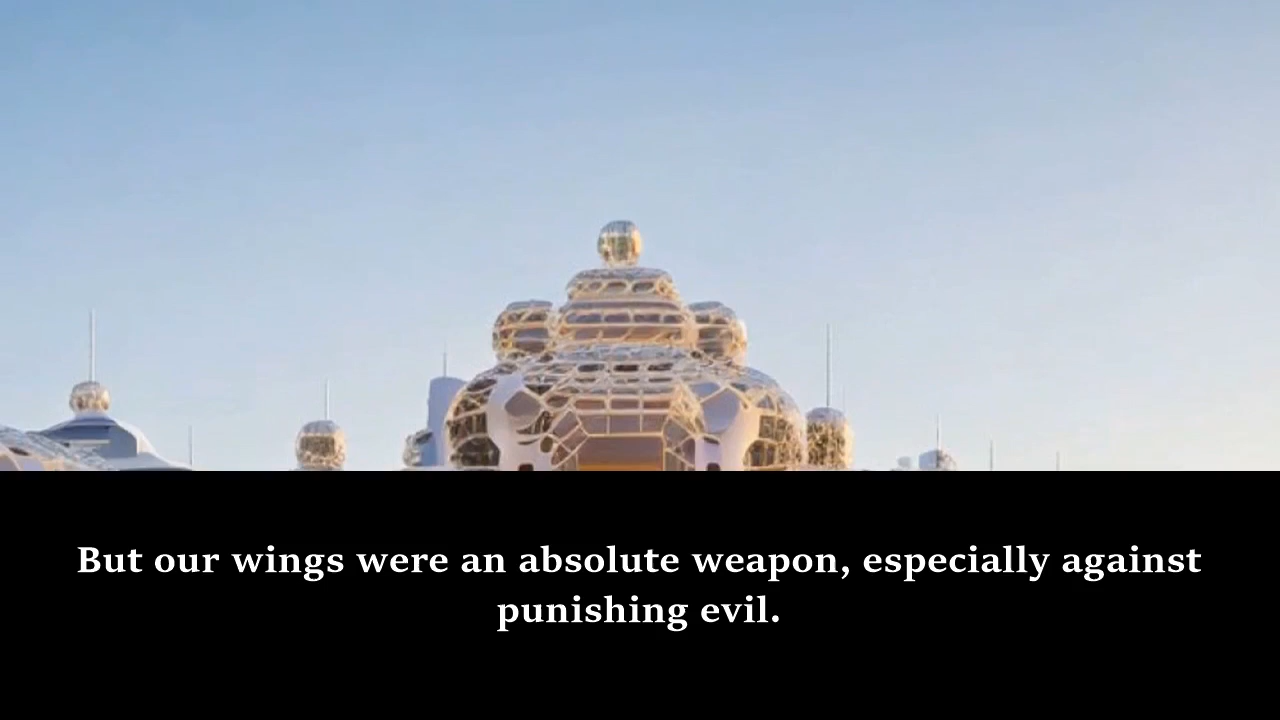 But our wings were an absolute weapon, especially against
punishing evil.